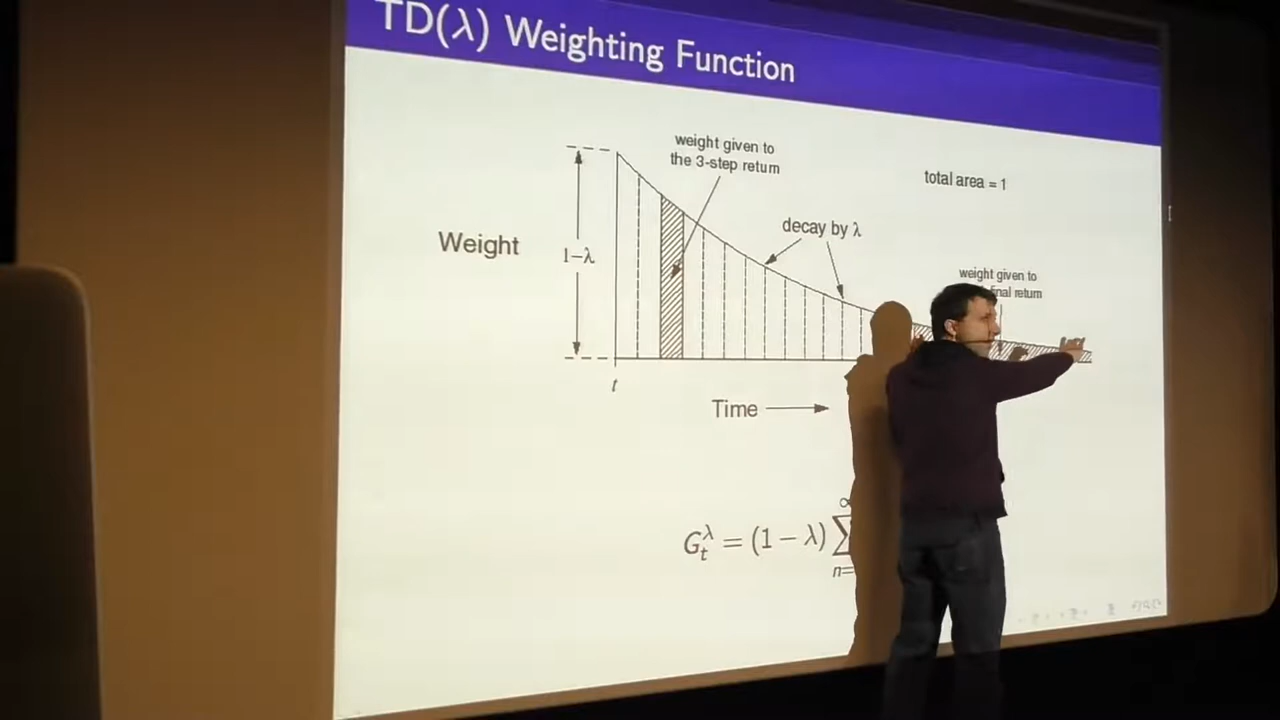 TD(λ) Weighting Function
weight given to
the 3-step return
total area = 1
decay by λ
Weight
1–λ
weight given to
final return
t
Time
∞
G_t^λ = (1 − λ) ∑
n=